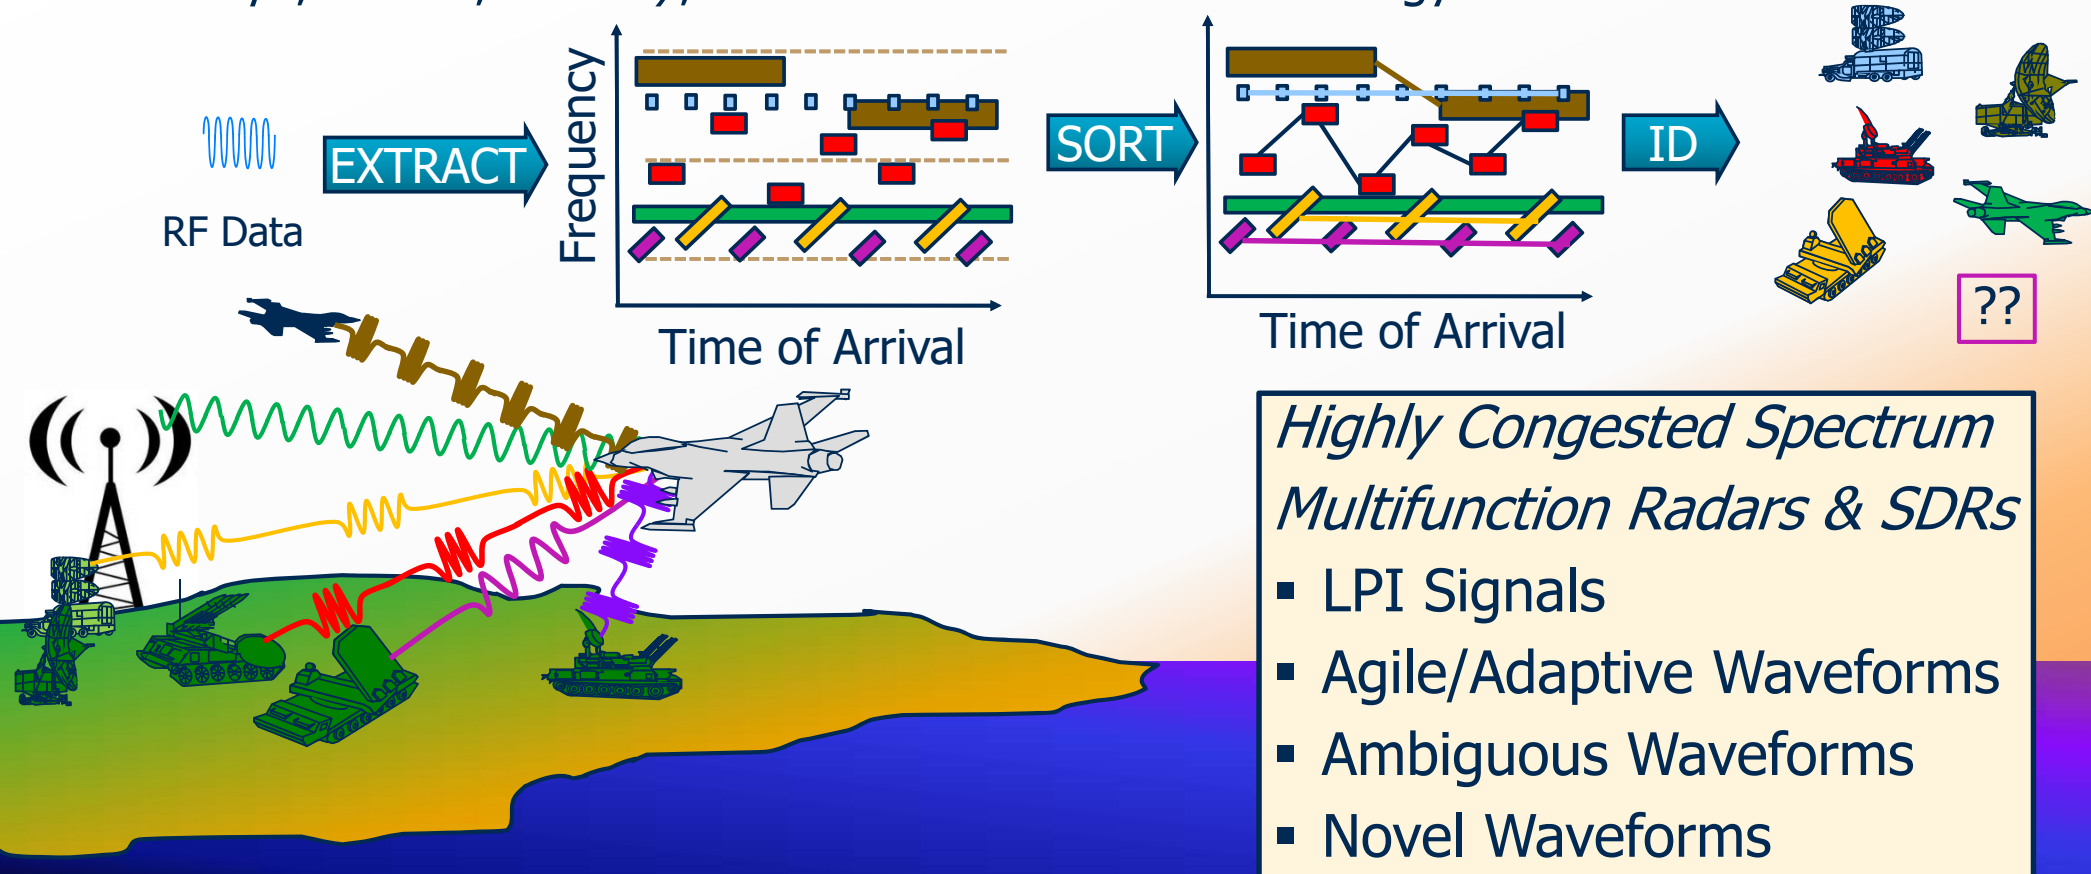 EXTRACT
SORT
ID
RF Data
Frequency
Time of Arrival
Time of Arrival
??
Highly Congested Spectrum
Multifunction Radars & SDRs
▪ LPI Signals
▪ Agile/Adaptive Waveforms
▪ Ambiguous Waveforms
▪ Novel Waveforms